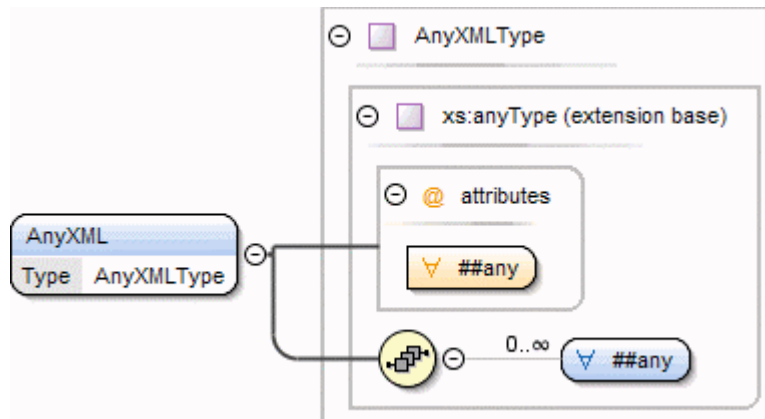 AnyXMLType
xs:anyType (extension base)
@ attributes
AnyXML
Type AnyXMLType
∀ ##any
0..∞
∀ ##any